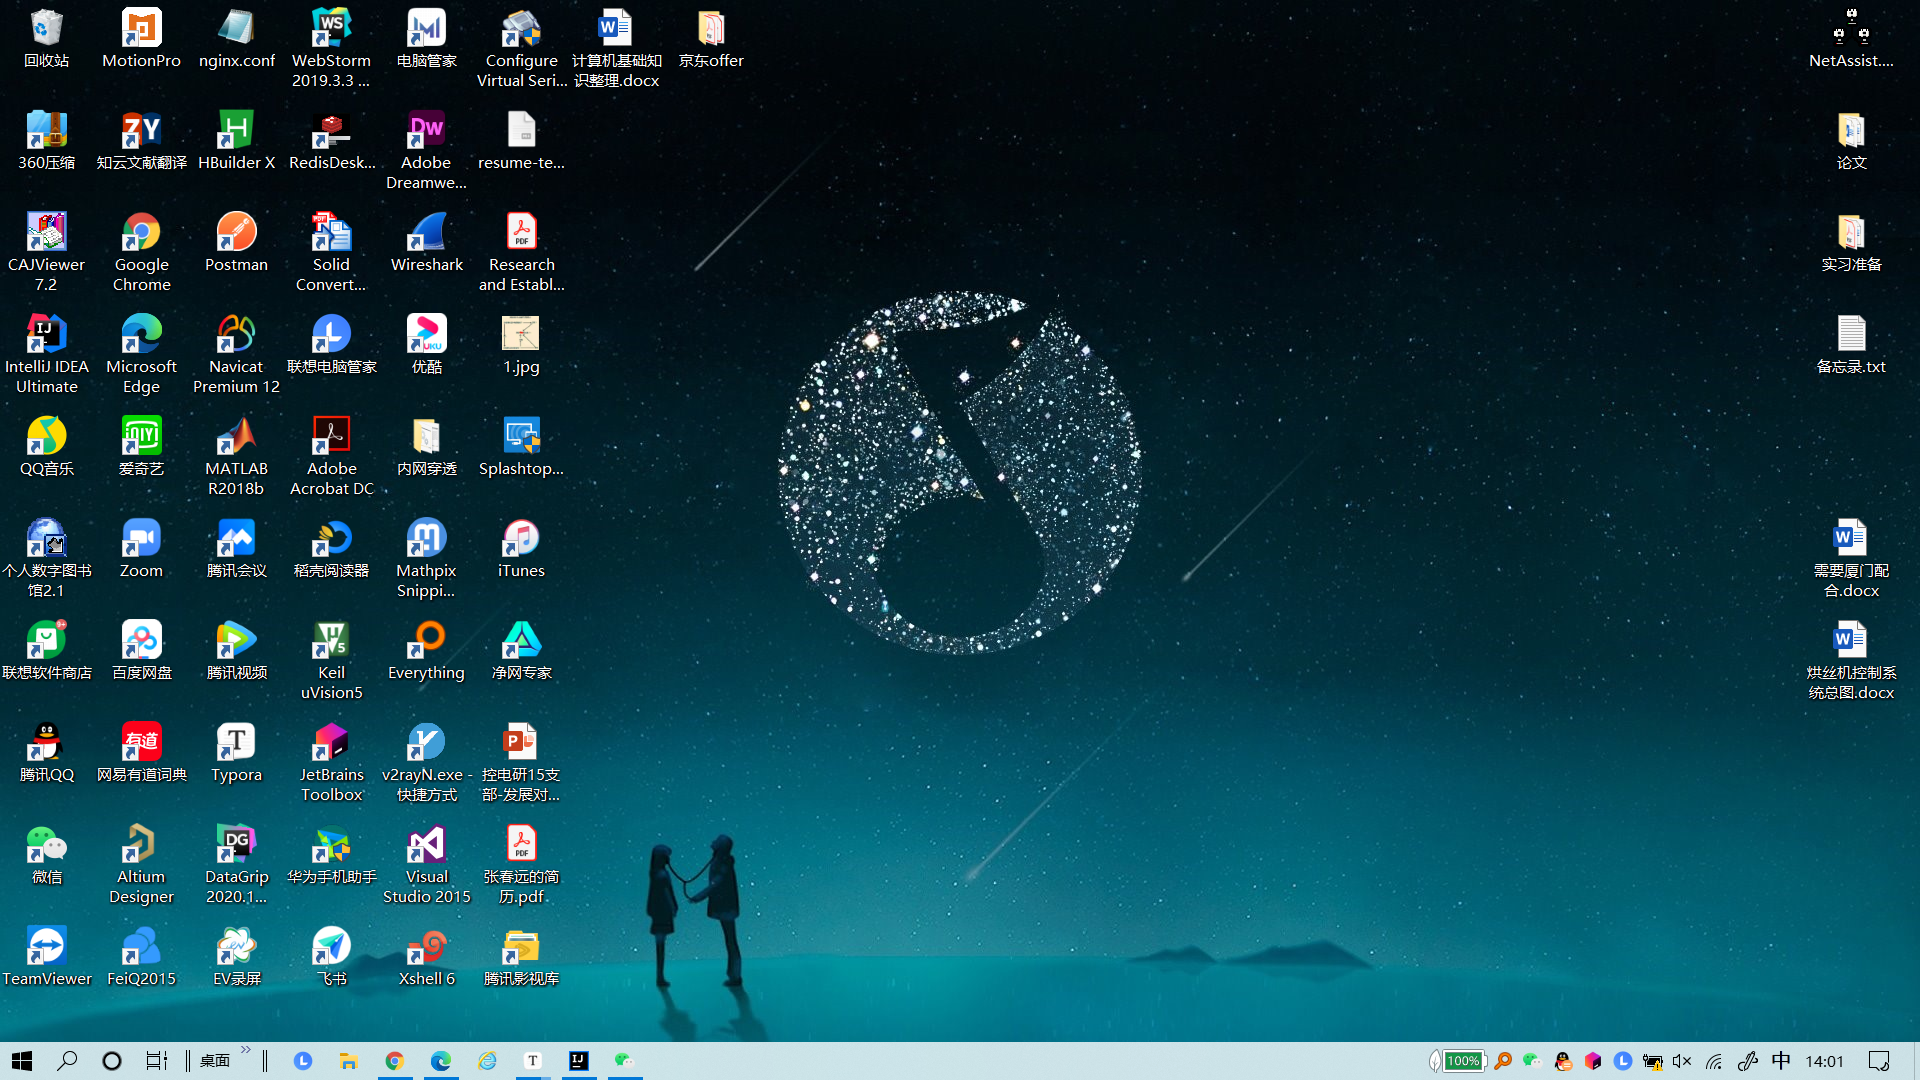 回收站
MotionPro
nginx.conf
WebStorm
2019.3.3 ...
电脑管家
Configure
Virtual Seri...
计算机基础知
识整理.docx
京东offer
NetAssist....
360压缩
知云文献翻译
HBuilder X
RedisDesk...
Adobe
Dreamwe...
resume-te...
论文
CAJViewer
7.2
Google
Chrome
Postman
Solid
Convert...
Wireshark
Research
and Establ...
实习准备
IntelliJ IDEA
Ultimate
Microsoft
Edge
Navicat
Premium 12
联想电脑管家
优酷
1.jpg
备忘录.txt
QQ音乐
爱奇艺
MATLAB
R2018b
Adobe
Acrobat DC
内网穿透
Splashtop...
个人数字图书
馆2.1
Zoom
腾讯会议
稻壳阅读器
Mathpix
Snippi...
iTunes
需要厦门配
合.docx
联想软件商店
百度网盘
腾讯视频
Keil
uVision5
Everything
净网专家
烘丝机控制系
统总图.docx
腾讯QQ
网易有道词典
Typora
JetBrains
Toolbox
v2rayN.exe -
快捷方式
控电研15支
部-发展对...
微信
Altium
Designer
DataGrip
2020.1...
华为手机助手
Visual
Studio 2015
张春远的简
历.pdf
TeamViewer
FeiQ2015
EV录屏
飞书
Xshell 6
腾讯影视库
桌面
100%
中
14:01